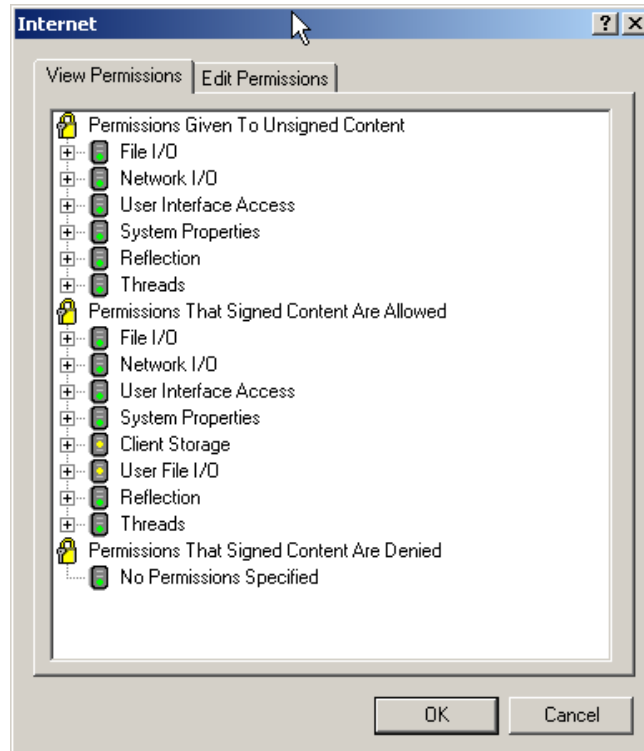 Internet
View Permissions
Edit Permissions
Permissions Given To Unsigned Content
File I/O
Network I/O
User Interface Access
System Properties
Reflection
Threads
Permissions That Signed Content Are Allowed
File I/O
Network I/O
User Interface Access
System Properties
Client Storage
User File I/O
Reflection
Threads
Permissions That Signed Content Are Denied
No Permissions Specified
OK
Cancel